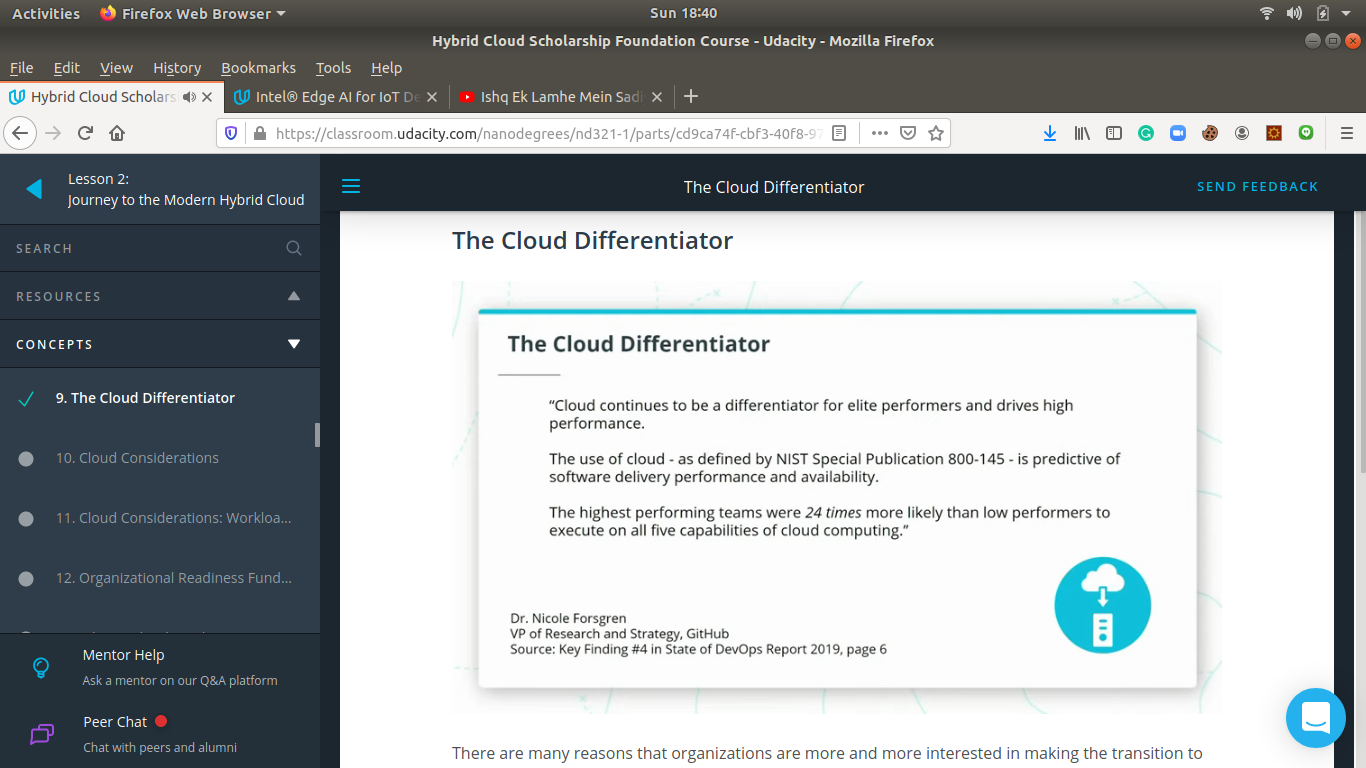 Activities
Firefox Web Browser
Sun 18:40
Hybrid Cloud Scholarship Foundation Course - Udacity - Mozilla Firefox
File Edit View History Bookmarks Tools Help
Hybrid Cloud Scholars
Intel® Edge AI for IoT De
Ishq Ek Lamhe Mein Sadi
https://classroom.udacity.com/nanodegrees/nd321-1/parts/cd9ca74f-cbf3-40f8-97
Lesson 2:
Journey to the Modern Hybrid Cloud
SEARCH
RESOURCES
CONCEPTS
9. The Cloud Differentiator
10. Cloud Considerations
11. Cloud Considerations: Workloa...
12. Organizational Readiness Fund...
Mentor Help
Ask a mentor on our Q&A platform
Peer Chat
Chat with peers and alumni
The Cloud Differentiator
SEND FEEDBACK
The Cloud Differentiator
The Cloud Differentiator
“Cloud continues to be a differentiator for elite performers and drives high
performance.
The use of cloud - as defined by NIST Special Publication 800-145 - is predictive of
software delivery performance and availability.
The highest performing teams were 24 times more likely than low performers to
execute on all five capabilities of cloud computing.”
Dr. Nicole Forsgren
VP of Research and Strategy, GitHub
Source: Key Finding #4 in State of DevOps Report 2019, page 6
There are many reasons that organizations are more and more interested in making the transition to